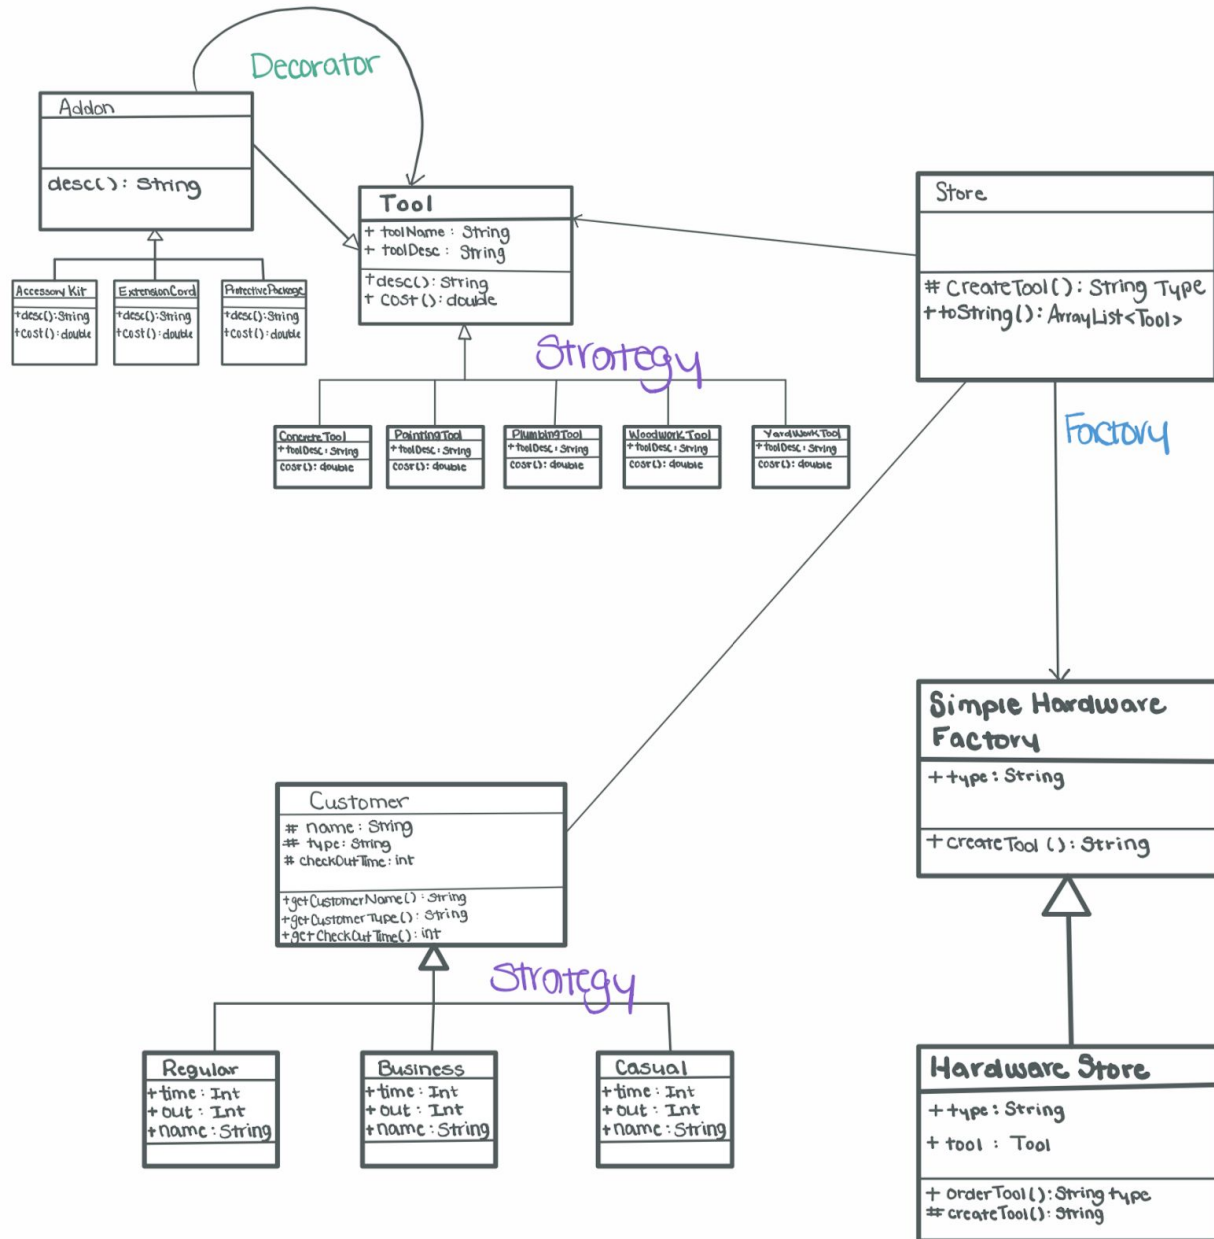 Decorator
Addon
desc(): String
Tool
+ toolName : String
+ toolDesc : String
+desc(): String
+ cost(): double
Store
# CreateTool(): String Type
+toString(): ArrayList<Tool>
Accessory Kit
+desc():String
+cost():double
ExtensionCord
+desc():String
+cost():double
ProtectivePackage
+desc():String
+cost():double
Strategy
Factory
ConcreteTool
+toolDesc:String
cost(): double
PaintingTool
+toolDesc:String
cost(): double
PlumbingTool
+toolDesc:String
cost(): double
WoodworkTool
+toolDesc:String
cost(): double
YardWorkTool
+toolDesc:String
cost(): double
Simple Hardware
Factory
+type: String
+createTool (): String
Customer
# name: String
# type: String
# checkOutTime: int
+getCustomerName() : String
+getCustomerType(): String
+getCheckOutTime(): int
Strategy
Regular
+time: Int
+out: Int
+name:String
Business
+time: Int
+out: Int
+name:String
Casual
+time: Int
+out: Int
+name:String
Hardware Store
+type: String
+ tool : Tool
+ orderTool(): String type
# createTool(): String